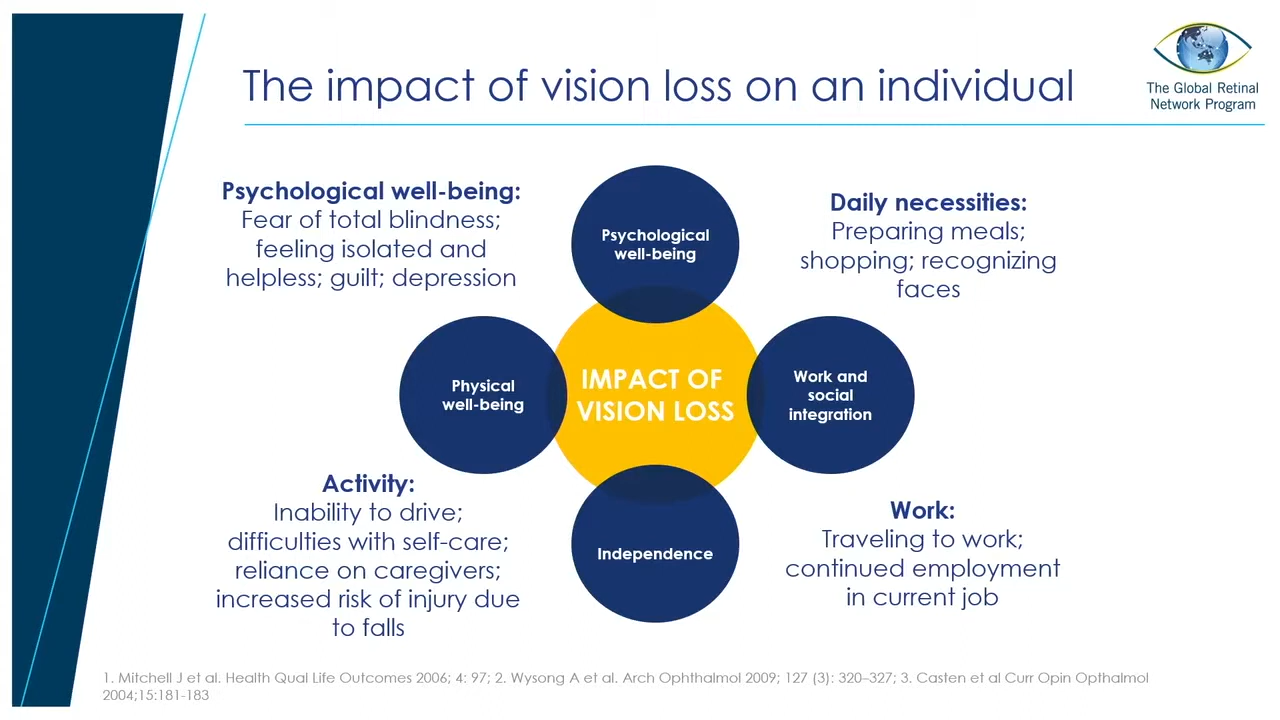 The impact of vision loss on an individual
The Global Retinal
Network Program
Psychological well-being:
Fear of total blindness;
feeling isolated and
helpless; guilt; depression
Psychological
well-being
Daily necessities:
Preparing meals;
shopping; recognizing
faces
Physical
well-being
IMPACT OF
VISION LOSS
Work and
social
integration
Activity:
Inability to drive;
difficulties with self-care;
reliance on caregivers;
increased risk of injury due
to falls
Independence
Work:
Traveling to work;
continued employment
in current job
1. Mitchell J et al. Health Qual Life Outcomes 2006; 4: 97; 2. Wysong A et al. Arch Ophthalmol 2009; 127 (3): 320–327; 3. Casten et al Curr Opin Opthalmol
2004;15:181-183